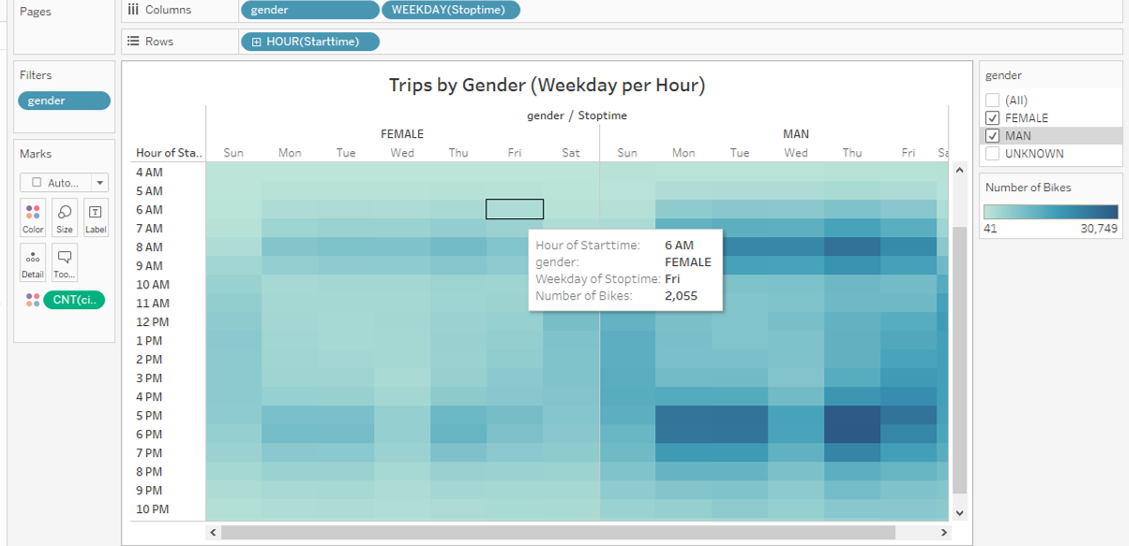 Pages
Columns
gender
WEEKDAY(Stoptime)
Rows
HOUR(Starttime)
Filters
gender
Marks
Auto...
Color
Size
Label
Detail
Too...
CNT(ci..
Trips by Gender (Weekday per Hour)
gender / Stoptime
FEMALE MAN
Hour of Sta.. Sun Mon Tue Wed Thu Fri Sat Sun Mon Tue Wed Thu Fri Sa
4 AM
5 AM
6 AM
7 AM
8 AM
9 AM
10 AM
11 AM
12 PM
1 PM
2 PM
3 PM
4 PM
5 PM
6 PM
7 PM
8 PM
9 PM
10 PM
Hour of Starttime: 6 AM
gender: FEMALE
Weekday of Stoptime: Fri
Number of Bikes: 2,055
gender
(All)
FEMALE
MAN
UNKNOWN
Number of Bikes
41 30,749